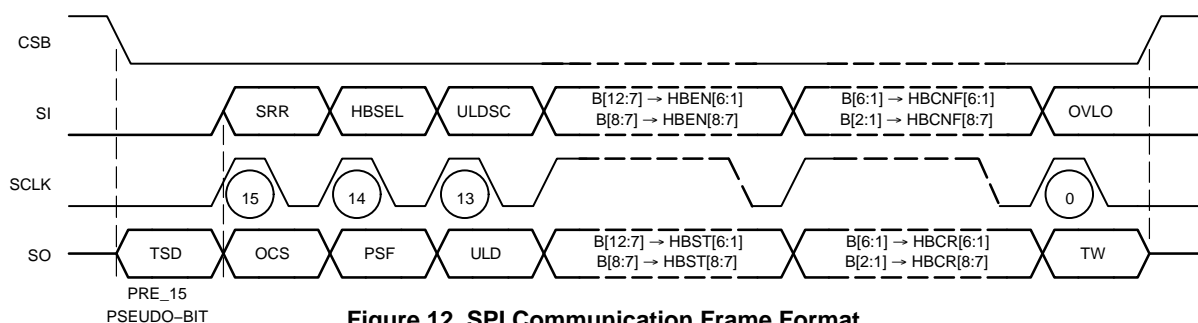 CSB
SI
SRR
HBSEL
ULDSC
B[12:7] → HBEN[6:1]
B[8:7] → HBEN[8:7]
B[6:1] → HBCNF[6:1]
B[2:1] → HBCNF[8:7]
OVLO
SCLK
15
14
13
0
SO
TSD
OCS
PSF
ULD
B[12:7] → HBST[6:1]
B[8:7] → HBST[8:7]
B[6:1] → HBCR[6:1]
B[2:1] → HBCR[8:7]
TW
PRE_15
PSEUDO−BIT
Figure 12. SPI Communication Frame Format